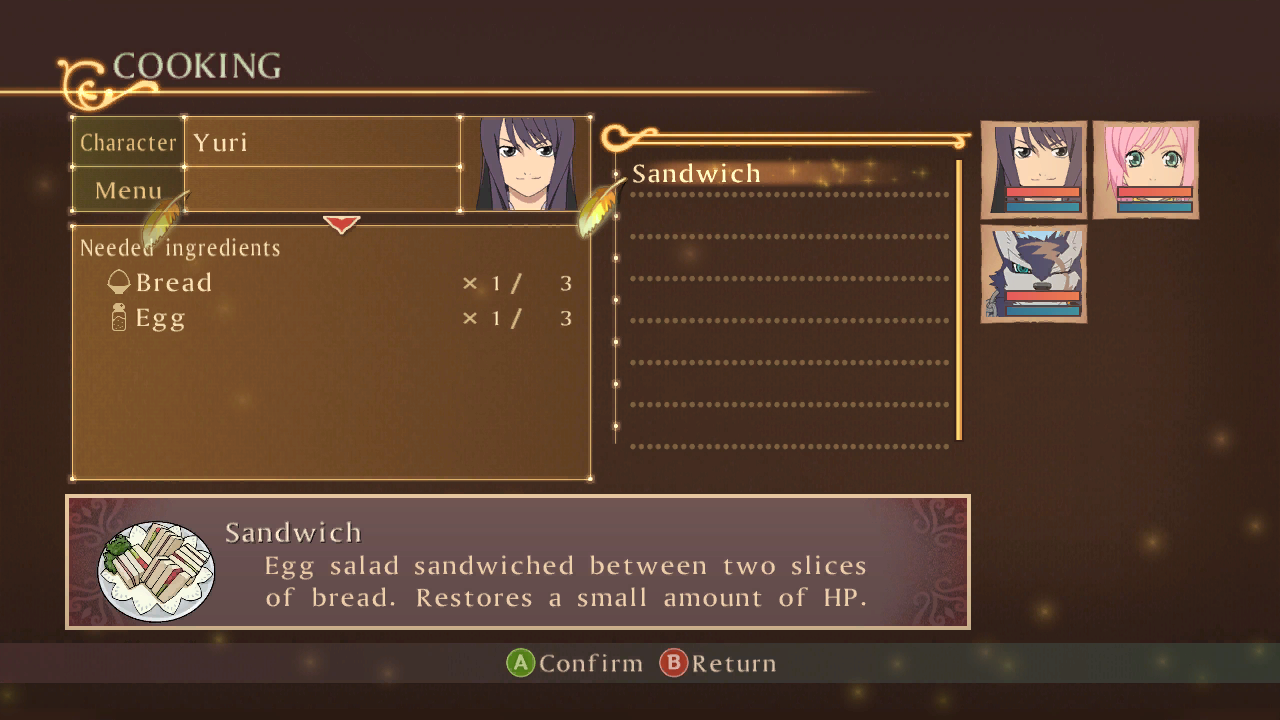 COOKING
Character Yuri
Menu
Needed ingredients
Bread × 1 / 3
Egg × 1 / 3
Sandwich
Sandwich
Egg salad sandwiched between two slices
of bread. Restores a small amount of HP.
A Confirm B Return